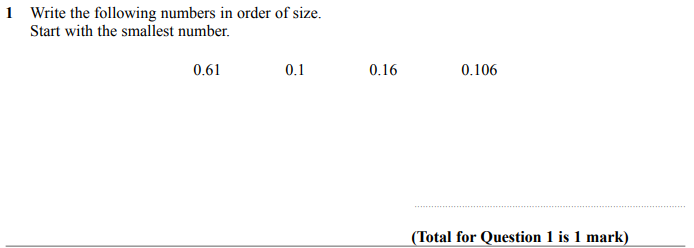 1 Write the following numbers in order of size.
Start with the smallest number.
0.61 0.1 0.16 0.106
(Total for Question 1 is 1 mark)